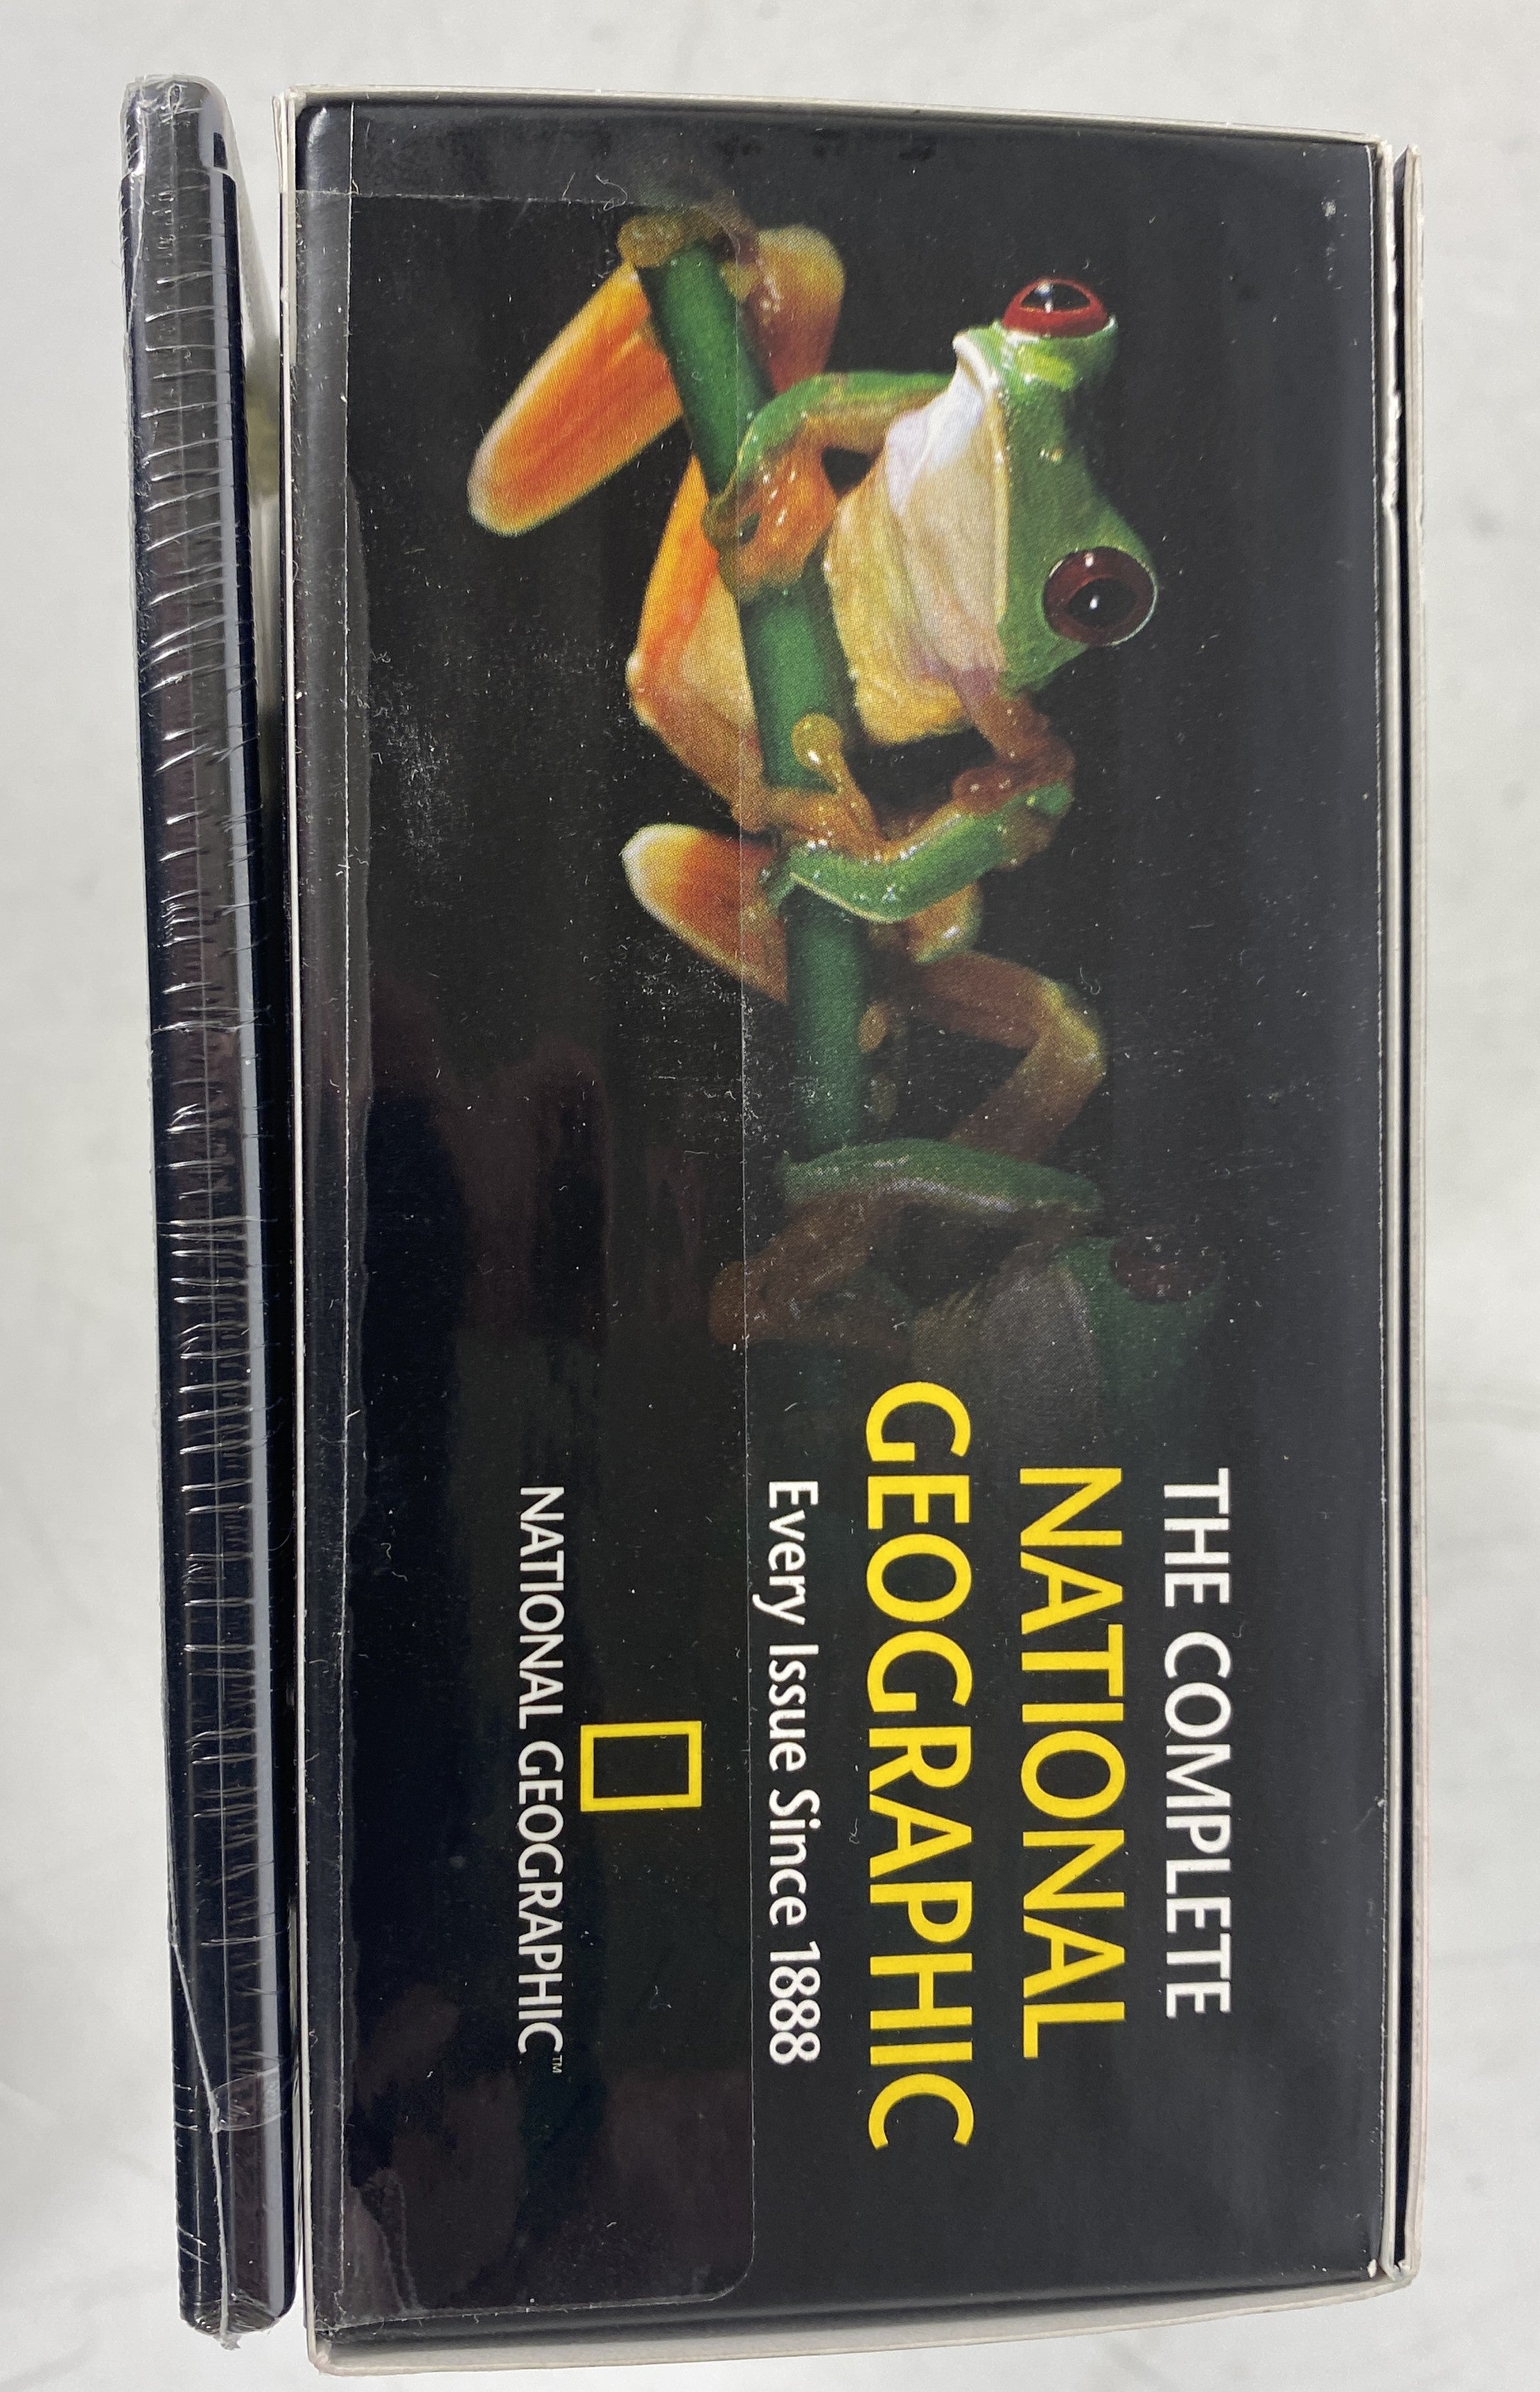 THE COMPLETE
NATIONAL
GEOGRAPHIC
Every Issue Since 1888
NATIONAL GEOGRAPHIC™